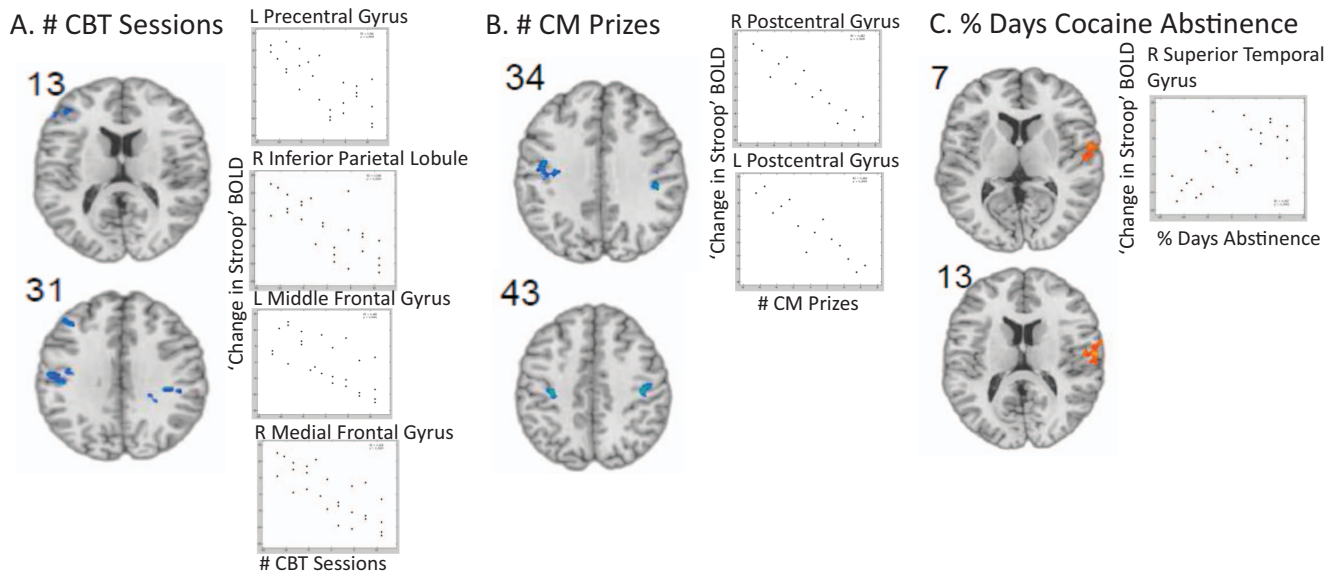 A. # CBT Sessions
13
31
'Change in Stroop' BOLD
L Precentral Gyrus
R Inferior Parietal Lobule
L Middle Frontal Gyrus
R Medial Frontal Gyrus
# CBT Sessions
B. # CM Prizes
34
43
'Change in Stroop' BOLD
R Postcentral Gyrus
L Postcentral Gyrus
# CM Prizes
C. % Days Cocaine Abstinence
7
13
'Change in Stroop' BOLD
R Superior Temporal
Gyrus
% Days Abstinence